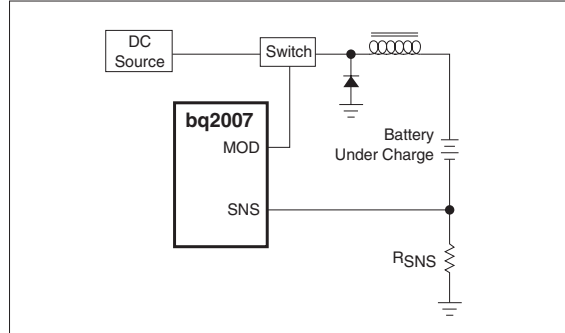 DC
Source
Switch
bq2007
MOD
Battery
Under Charge
SNS
RSNS